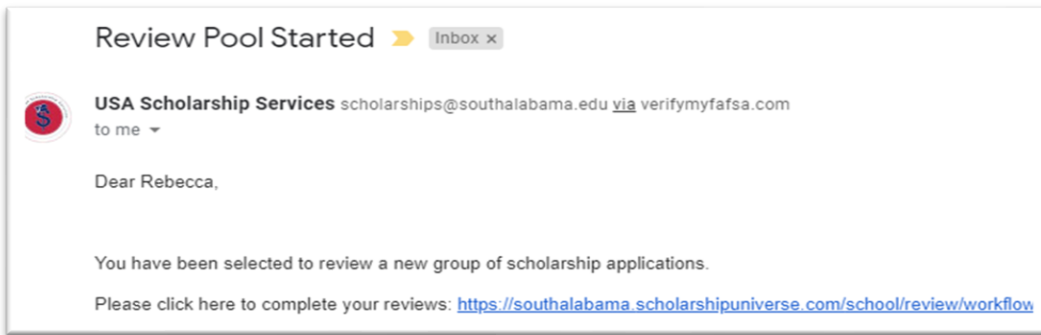 Review Pool Started Inbox x
USA Scholarship Services scholarships@southalabama.edu via verifymyfafsa.com
to me
Dear Rebecca,
You have been selected to review a new group of scholarship applications.
Please click here to complete your reviews: https://southalabama.scholarshipuniverse.com/school/review/workflow